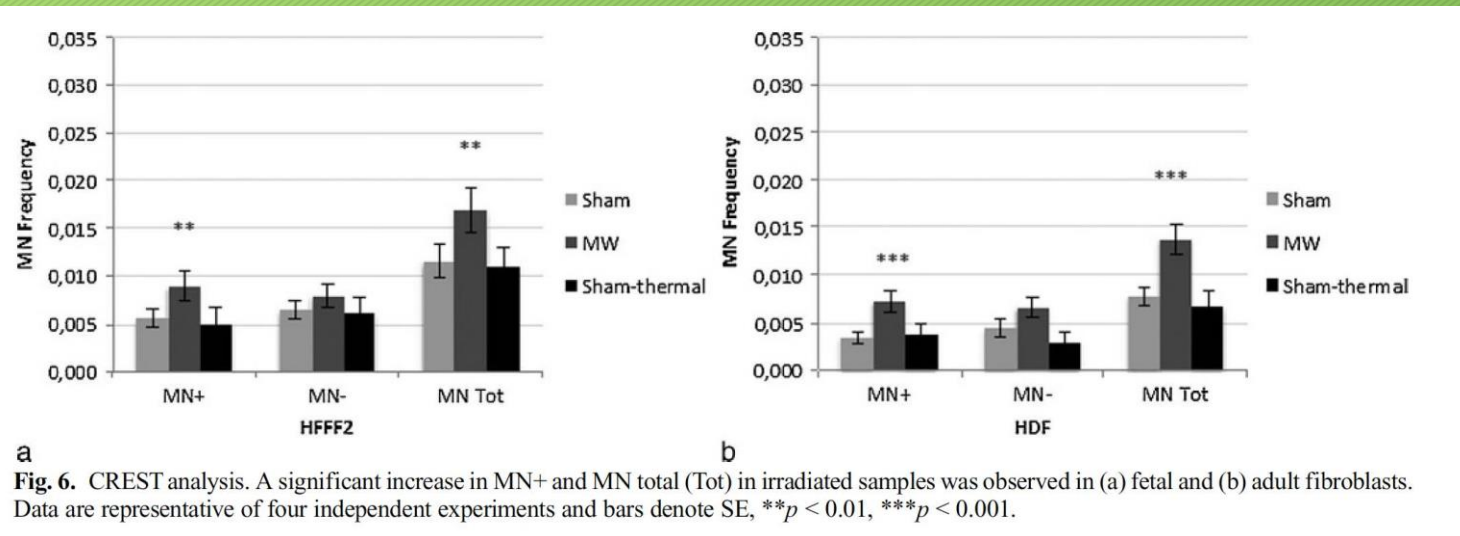 0,035
0,030
0,025
0,020
0,015
0,010
0,005
0,000
MN Frequency
**
**
MN+
MN-
MN Tot
HFFF2
Sham
MW
Sham-thermal
a
0,035
0,030
0,025
0,020
0,015
0,010
0,005
0,000
MN Frequency
***
***
MN+
MN-
MN Tot
HDF
Sham
MW
Sham-thermal
b
Fig. 6. CREST analysis. A significant increase in MN+ and MN total (Tot) in irradiated samples was observed in (a) fetal and (b) adult fibroblasts.
Data are representative of four independent experiments and bars denote SE, **p < 0.01, ***p < 0.001.